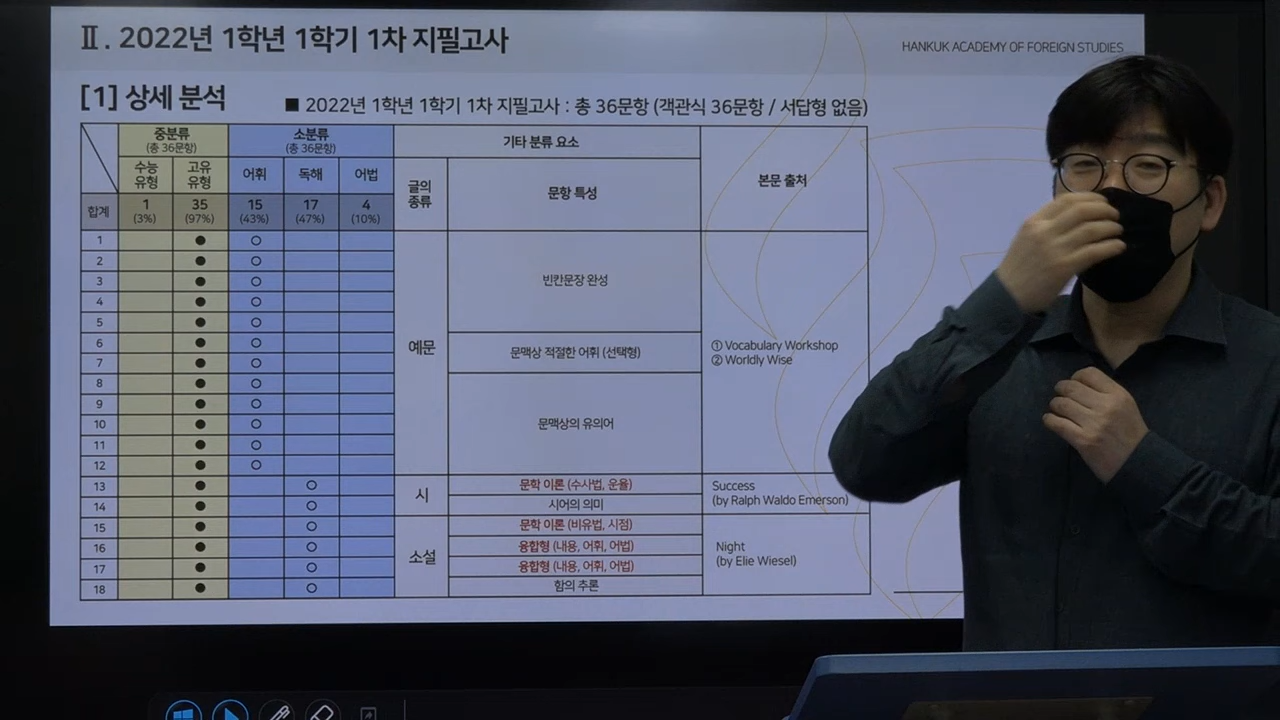 Ⅱ. 2022년 1학년 1학기 1차 지필고사
HANKUK ACADEMY OF FOREIGN STUDIES
[1] 상세 분석
■ 2022년 1학년 1학기 1차 지필고사 : 총 36문항 (객관식 36문항 / 서답형 없음)
중분류
(총 36문항)
소분류
(총 36문항)
기타 분류 요소
본문 출처
수능
유형
고유
유형
어휘
독해
어법
글의
종류
문항 특성
합계
1
(3%)
35
(97%)
15
(43%)
17
(47%)
4
(10%)
1 ● ○
2 ● ○
3 ● ○
4 ● ○
5 ● ○
6 ● ○
7 ● ○
8 ● ○
9 ● ○
10 ● ○
11 ● ○
12 ● ○
13 ● ○
14 ● ○
15 ● ○
16 ● ○
17 ● ○
18 ● ○
예문
빈칸문장 완성
문맥상 적절한 어휘 (선택형)
문맥상의 유의어
① Vocabulary Workshop
② Worldly Wise
시
문학 이론 (수사법, 운율)
시어의 의미
Success
(by Ralph Waldo Emerson)
소설
문학 이론 (비유법, 시점)
융합형 (내용, 어휘, 어법)
융합형 (내용, 어휘, 어법)
함의 추론
Night
(by Elie Wiesel)